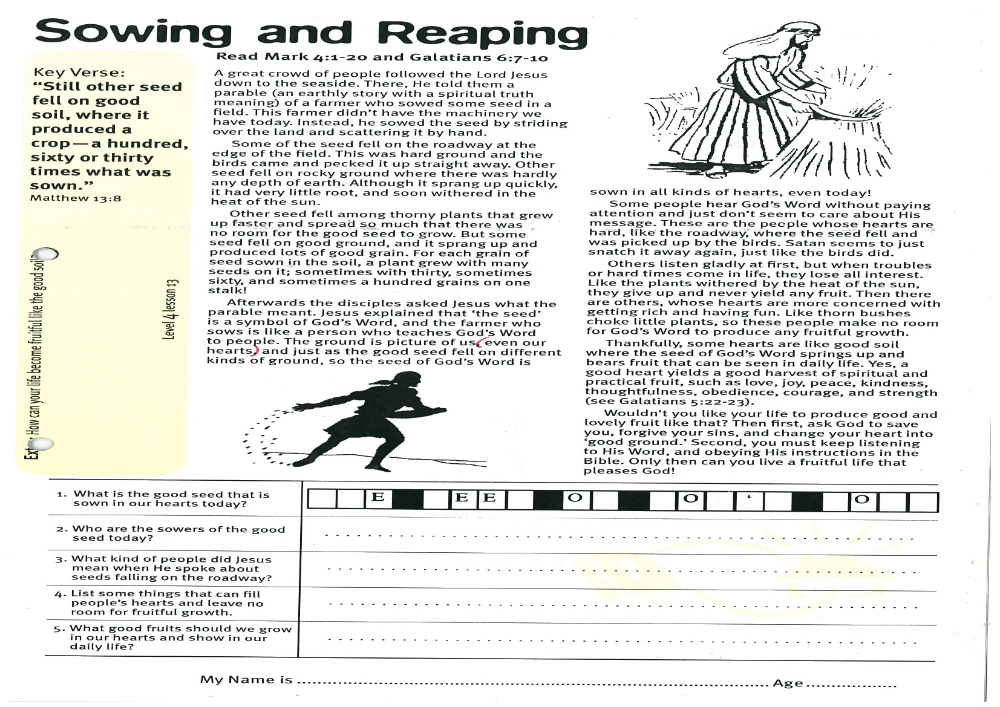 Sowing and Reaping
Read Mark 4:1-20 and Galatians 6:7-10
Key Verse:
“Still other seed
fell on good
soil, where it
produced a
crop—a hundred,
sixty or thirty
times what was
sown.”
Matthew 13:8
Level 4 lesson 13
How can your life become fruitful like the good soil?
A great crowd of people followed the Lord Jesus
down to the seaside. There, He told them a
parable (an earthly story with a spiritual truth
meaning) of a farmer who sowed some seed in a
field. This farmer didn’t have the machinery we
have today. Instead, he sowed the seed by striding
over the land and scattering it by hand.
Some of the seed fell on the roadway at the
edge of the field. This was hard ground and the
birds came and pecked it up straight away. Other
seed fell on rocky ground where there was hardly
any depth of earth. Although it sprang up quickly,
it had very little root, and soon withered in the
heat of the sun.
Other seed fell among thorny plants that grew
up faster and spread so much that there was
no room for the good seed to grow. But some
seed fell on good ground, and it sprang up and
produced lots of good grain. For each grain of
seed sown in the soil, a plant grew with many
seeds on it; sometimes with thirty, sometimes
sixty, and sometimes a hundred grains on one
stalk!
Afterwards the disciples asked Jesus what the
parable meant. Jesus explained that ‘the seed’
is a symbol of God’s Word, and the farmer who
sows is like a person who teaches God’s Word
to people. The ground is picture of us (even our
hearts) and just as the good seed fell on different
kinds of ground, so the seed of God’s Word is
sown in all kinds of hearts, even today!
Some people hear God’s Word without paying
attention and just don’t seem to care about His
message. These are the people whose hearts are
hard, like the roadway, where the seed fell and
was picked up by the birds. Satan seems to just
snatch it away again, just like the birds did.
Others listen gladly at first, but when troubles
or hard times come in life, they lose all interest.
Like the plants withered by the heat of the sun,
they give up and never yield any fruit. Then there
are others, whose hearts are more concerned with
getting rich and having fun. Like thorn bushes
choke little plants, so these people make no room
for God’s Word to produce any fruitful growth.
Thankfully, some hearts are like good soil
where the seed of God’s Word springs up and
bears fruit that can be seen in daily life. Yes, a
good heart yields a good harvest of spiritual and
practical fruit, such as love, joy, peace, kindness,
thoughtfulness, obedience, courage, and strength
(see Galatians 5:22-23).
Wouldn’t you like your life to produce good and
lovely fruit like that? Then first, ask God to save
you, forgive your sins, and change your heart into
‘good ground.’ Second, you must keep listening
to His Word, and obeying His instructions in the
Bible. Only then can you live a fruitful life that
pleases God!
1. What is the good seed that is
sown in our hearts today?
E E E O O ‘ O
2. Who are the sowers of the good
seed today?
3. What kind of people did Jesus
mean when He spoke about
seeds falling on the roadway?
4. List some things that can fill
people’s hearts and leave no
room for fruitful growth.
5. What good fruits should we grow
in our hearts and show in our
daily life?
My Name is ........................ Age ..................